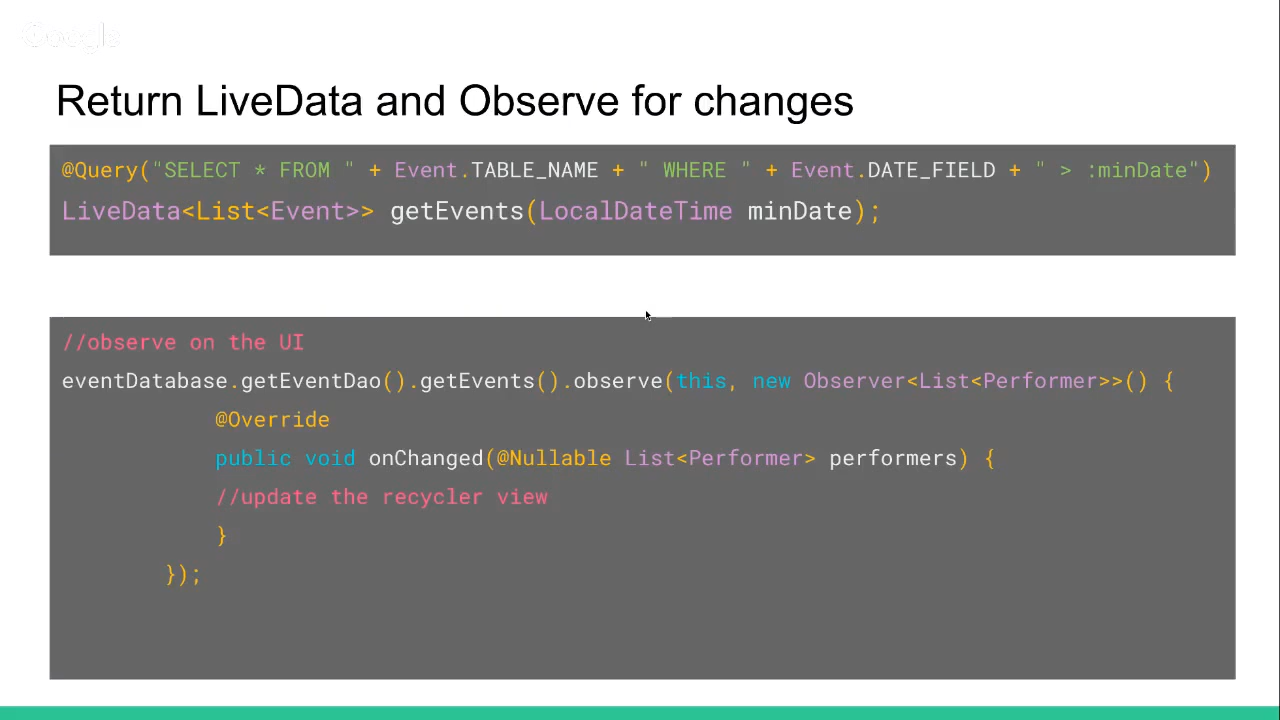 Google
Return LiveData and Observe for changes
@Query("SELECT * FROM " + Event.TABLE_NAME + " WHERE " + Event.DATE_FIELD + " > :minDate")
LiveData<List<Event>> getEvents(LocalDateTime minDate);
//observe on the UI
eventDatabase.getEventDao().getEvents().observe(this, new Observer<List<Performer>>() {
@Override
public void onChanged(@Nullable List<Performer> performers) {
//update the recycler view
}
});